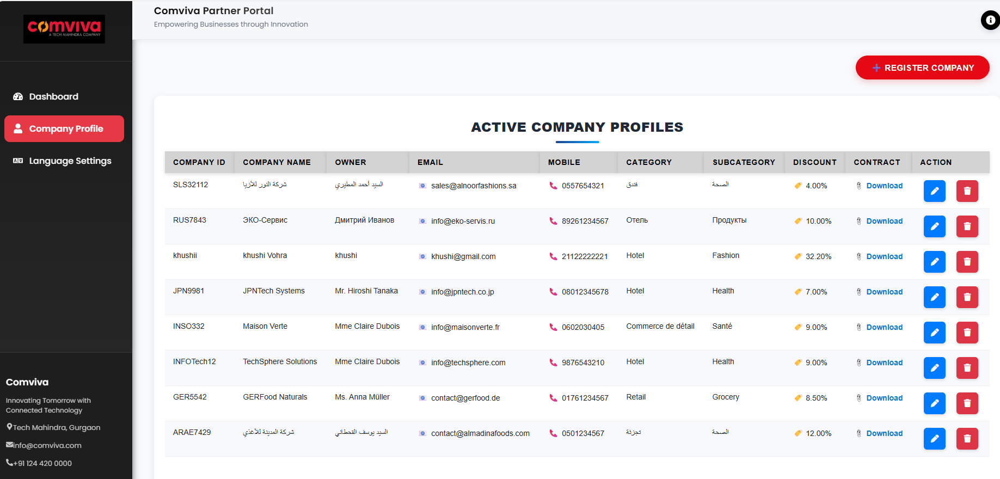 comviva
A TECH MAHINDRA COMPANY
Comviva Partner Portal
Empowering Businesses through Innovation
REGISTER COMPANY
Dashboard
Company Profile
Language Settings
ACTIVE COMPANY PROFILES
COMPANY ID COMPANY NAME OWNER EMAIL MOBILE CATEGORY SUBCATEGORY DISCOUNT CONTRACT ACTION
SLS32112 شركة النور للأزيا السيد أحمد المطيري sales@alnoorfashions.sa 0557654321 فندق الصحة 4.00% Download
RUS7843 ЭКО-Сервис Дмитрий Иванов info@eko-servis.ru 89261234567 Отель Продукты 10.00% Download
khushii khushi Vohra khushi khushi@gmail.com 21122222221 Hotel Fashion 32.20% Download
JPN9981 JPNTech Systems Mr. Hiroshi Tanaka info@jpntech.co.jp 08012345678 Hotel Health 7.00% Download
INSO332 Maison Verte Mme Claire Dubois info@maisonverte.fr 0602030405 Commerce de détail Santé 9.00% Download
INFOTech12 TechSphere Solutions Mme Claire Dubois info@techsphere.com 9876543210 Hotel Health 9.00% Download
GER5542 GERFood Naturals Ms. Anna Müller contact@gerfood.de 01761234567 Retail Grocery 8.50% Download
ARAE7429 شركة المدينة للأغذي السيد يوسف القحطاني contact@almadinafoods.com 0501234567 تجزئة الصحة 12.00% Download
Comviva
Innovating Tomorrow with
Connected Technology
Tech Mahindra, Gurgaon
info@comviva.com
+91 124 420 0000